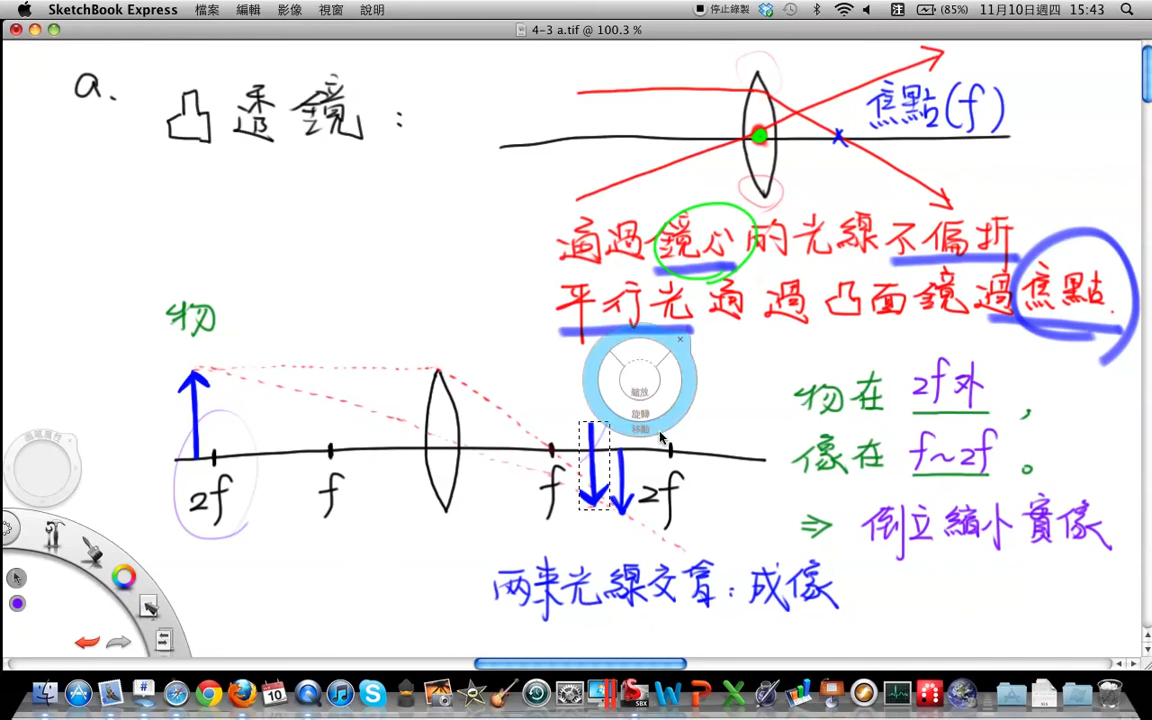 SketchBook Express 檔案 編輯 影像 視窗 說明 停止錄製 注 (85%) 11月10日週四 15:43
4-3 a.tif @ 100.3 %
a. 凸透鏡:
焦點(f)
通過鏡心的光線不偏折
平行光通過凸面鏡過焦點.
物
縮放
旋轉
移動
物在 2f外,
像在 f~2f。
⇒ 倒立縮小實像
2f f f 2f
兩束光線交會:成像
SBX
XLS